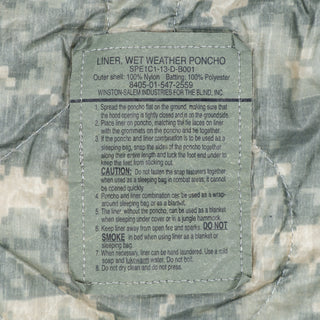 LINER, WET WEATHER PONCHO
SPE1C1-13-D-B001
Outer shell: 100% Nylon Batting: 100% Polyester
8405-01-547-2559
WINSTON-SALEM INDUSTRIES FOR THE BLIND, INC.
1. Spread the poncho flat on the ground, making sure that
the hood opening is tightly closed and is on the groundside.
2. Place liner on poncho, matching the tie laces on liner
with the grommets on the poncho and tie together.
3. If the poncho and liner combination is to be used as a
sleeping bag, snap the sides of the poncho together
along its entire length and tuck the foot end under to
keep the feet from sticking out.
CAUTION: Do not fasten the snap fasteners together
when used as a sleeping bag in combat areas; it cannot
be opened quickly.
4. Poncho and liner combination can be used as a wrap-
around sleeping bag or as a blanket.
5. The liner, without the poncho, can be used as a blanket
when sleeping under cover or in a jungle hammock.
6. Keep liner away from open fire and sparks. DO NOT
SMOKE in bed when using liner as a blanket or
sleeping bag.
7. When necessary, liner can be hand laundered. Use a mild
soap and lukewarm water. Do not boil.
8. Do not dry clean or do not press.